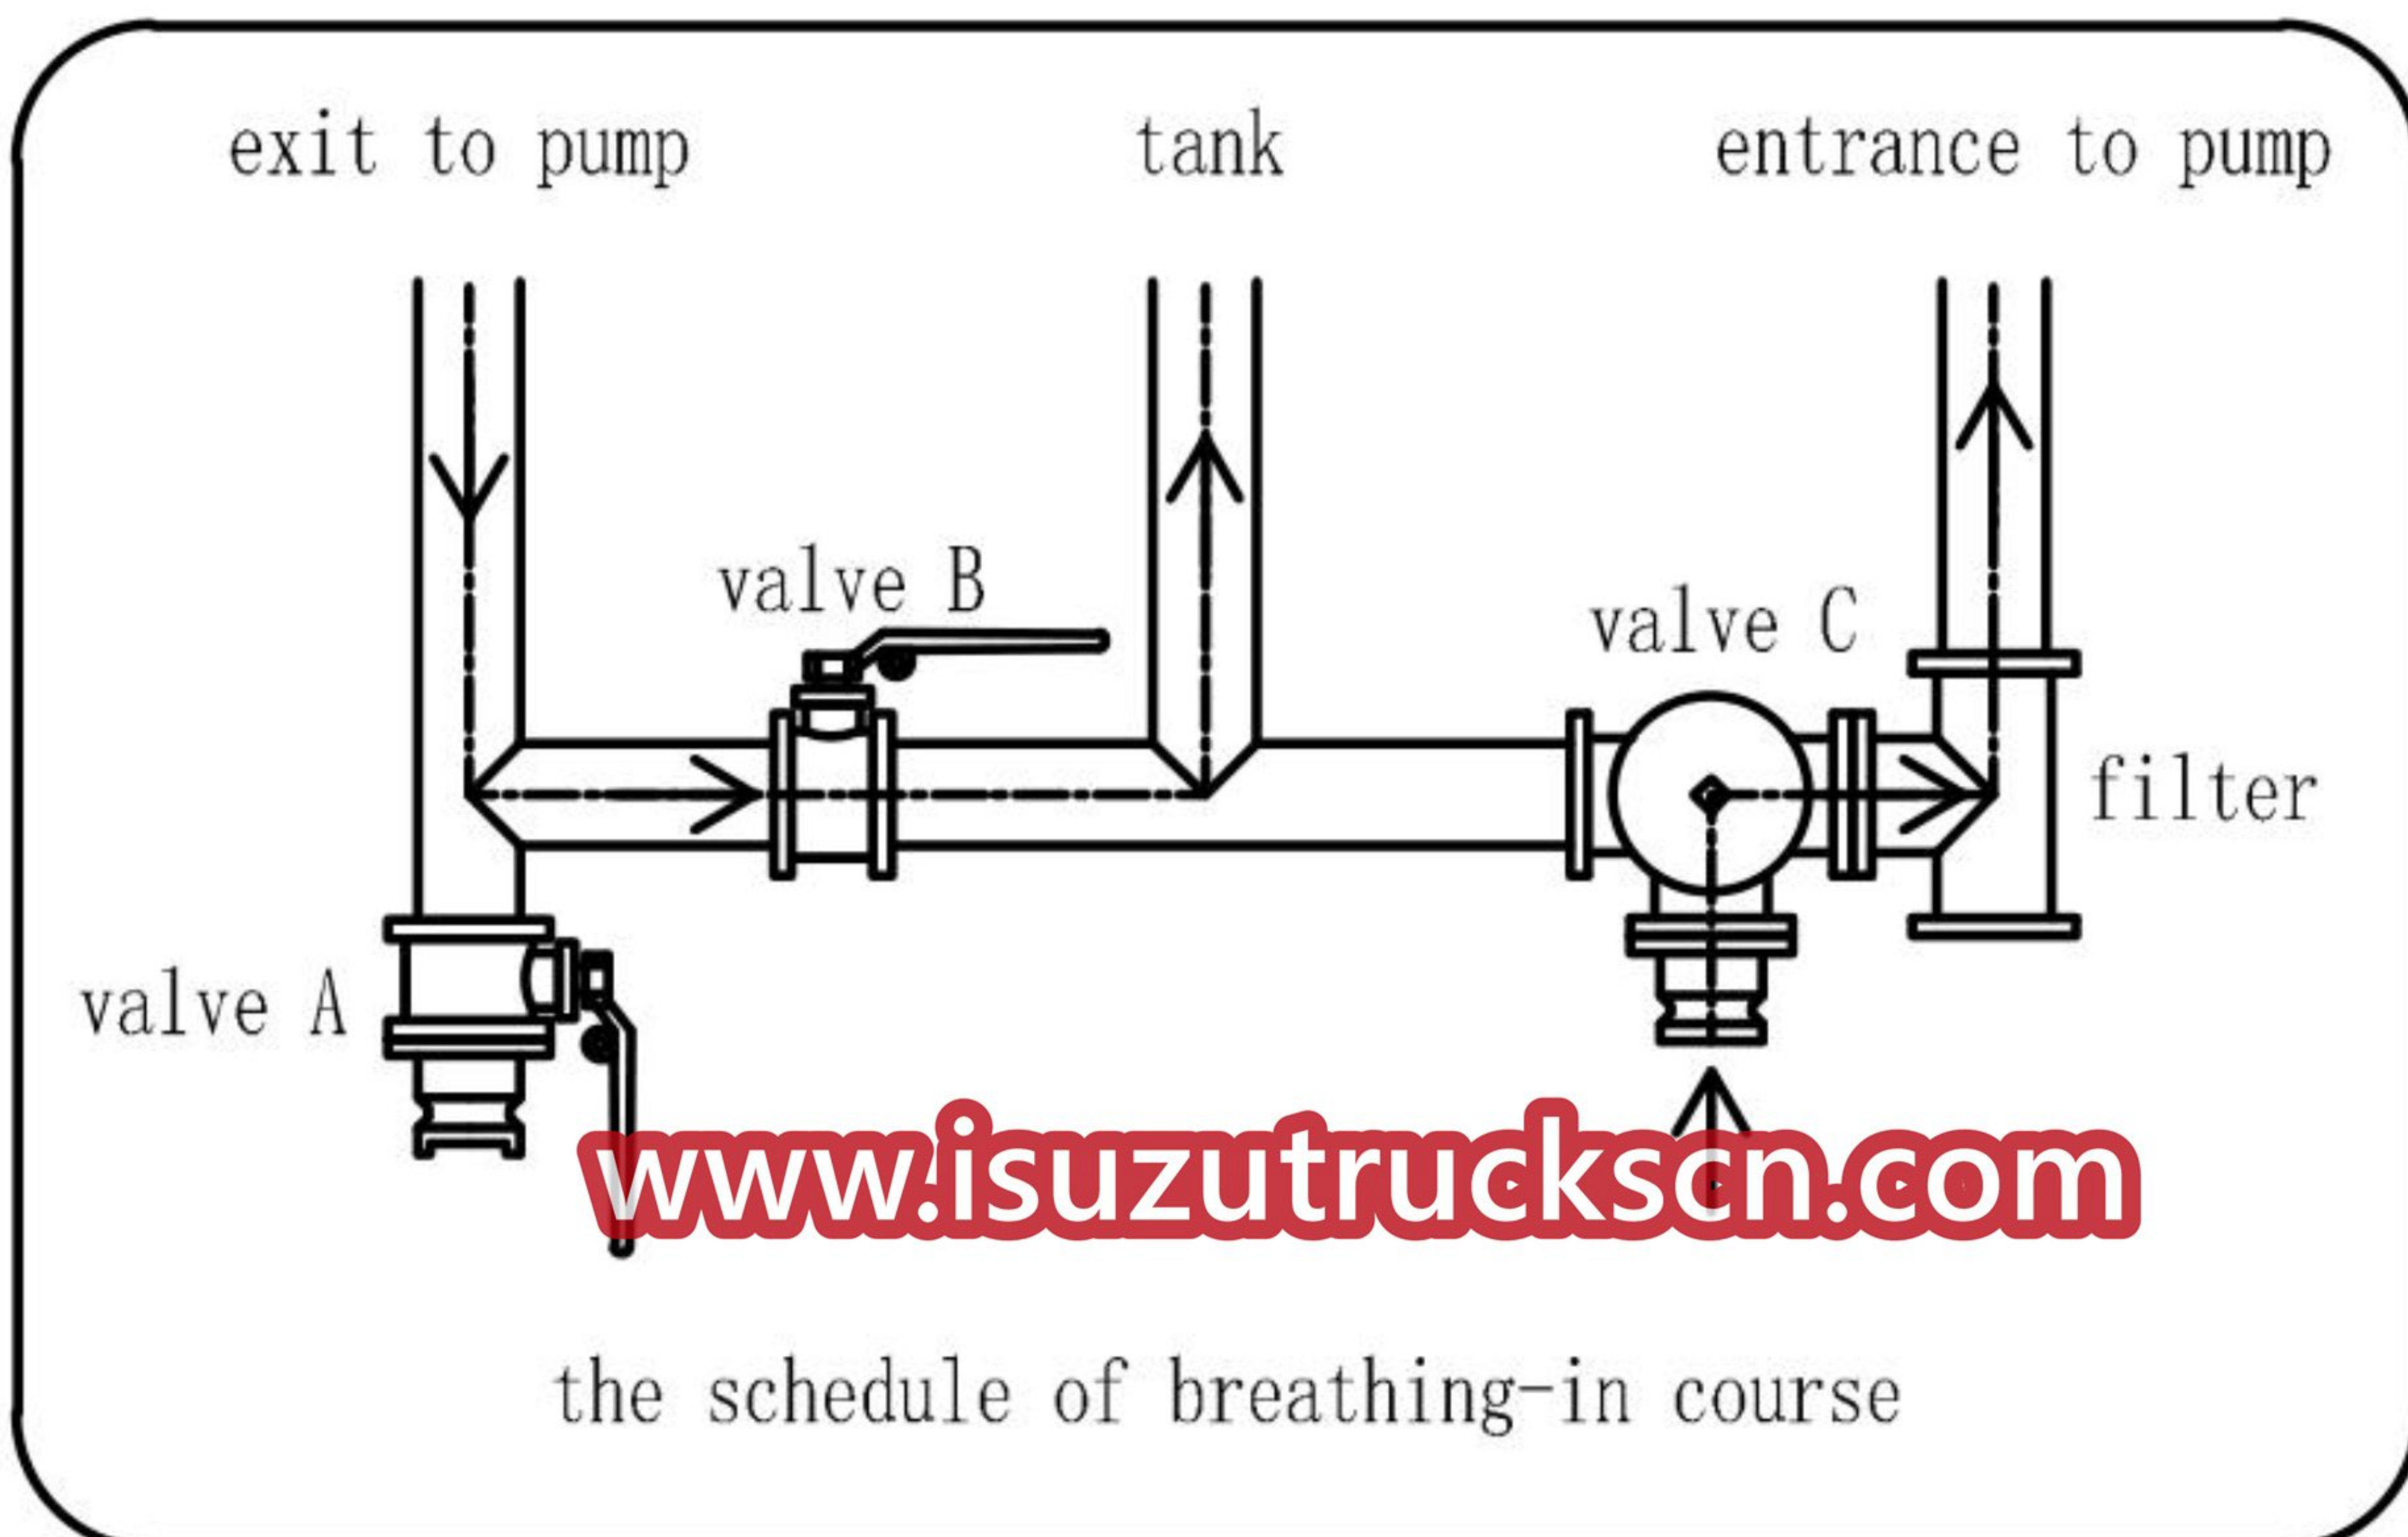 exit to pump
tank
entrance to pump
valve B
valve C
filter
valve A
www.isuzutruckscn.com
the schedule of breathing-in course